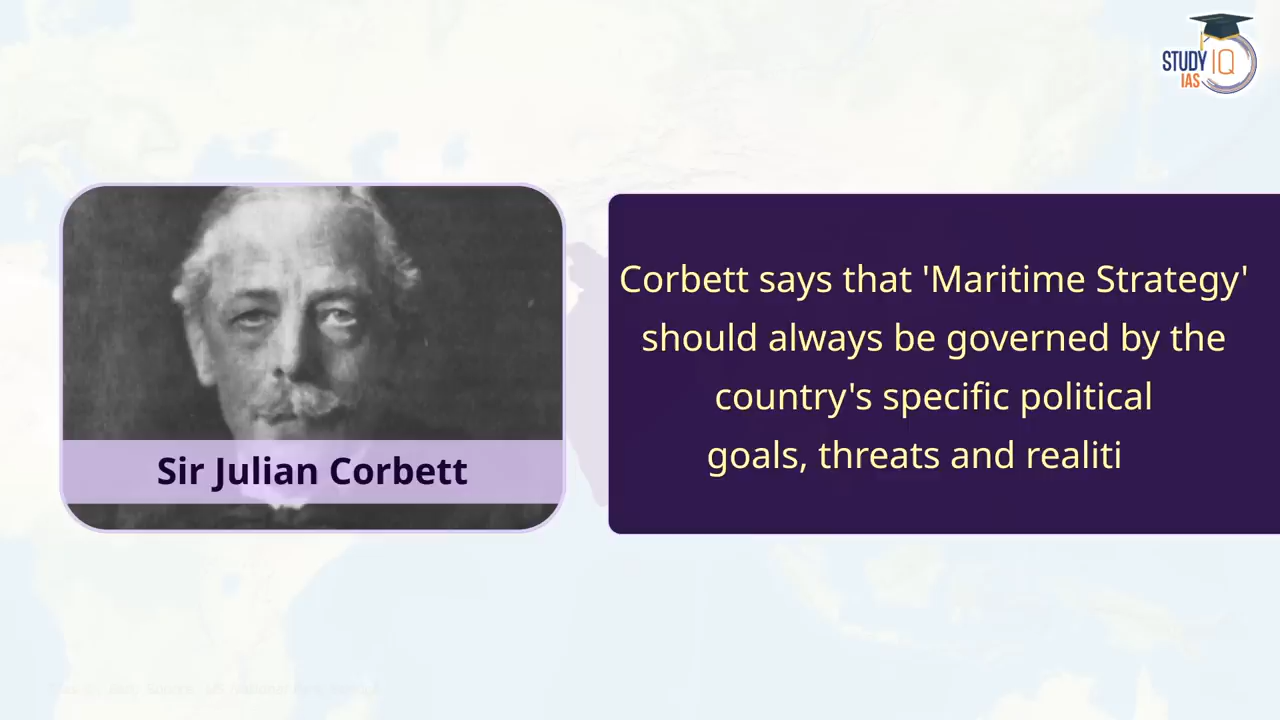 STUDY IQ
IAS
Corbett says that 'Maritime Strategy'
should always be governed by the
country's specific political
goals, threats and realiti
Sir Julian Corbett